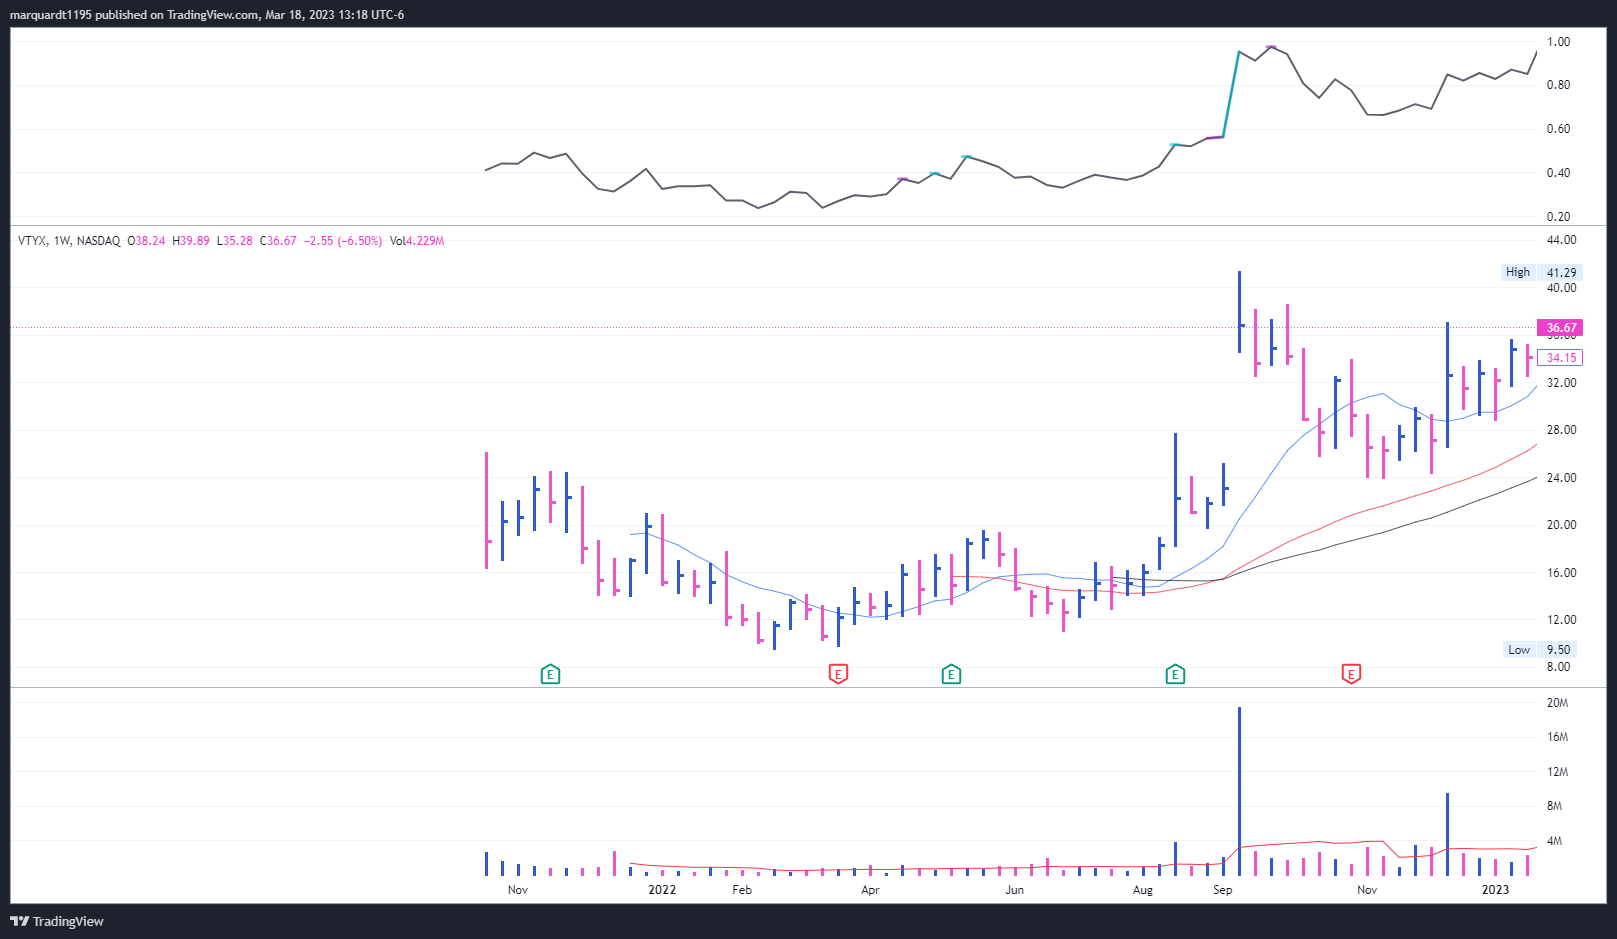 marquardt1195 published on TradingView.com, Mar 18, 2023 13:18 UTC-6
1.00
0.80
0.60
0.40
0.20
VTYX, 1W, NASDAQ O38.24 H39.89 L35.28 C36.67 −2.55 (−6.50%) Vol4.229M
44.00
High 41.29
40.00
36.67
34.15
32.00
28.00
24.00
20.00
16.00
12.00
Low 9.50
8.00
E E E E E
20M
16M
12M
8M
4M
Nov 2022 Feb Apr Jun Aug Sep Nov 2023
TradingView